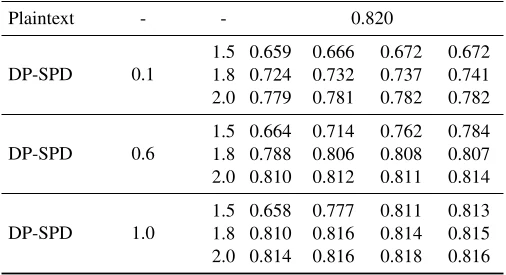 Plaintext - - 0.820
1.5 0.659 0.666 0.672 0.672
DP-SPD 0.1 1.8 0.724 0.732 0.737 0.741
2.0 0.779 0.781 0.782 0.782
1.5 0.664 0.714 0.762 0.784
DP-SPD 0.6 1.8 0.788 0.806 0.808 0.807
2.0 0.810 0.812 0.811 0.814
1.5 0.658 0.777 0.811 0.813
DP-SPD 1.0 1.8 0.810 0.816 0.814 0.815
2.0 0.814 0.816 0.818 0.816